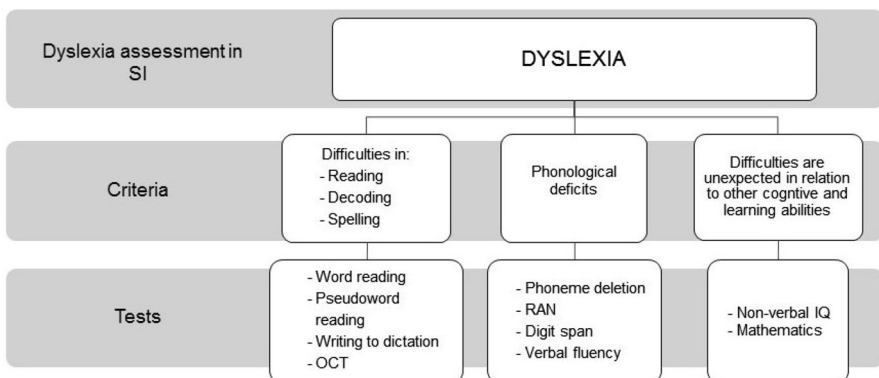 Dyslexia assessment in
SI
DYSLEXIA
Criteria
Difficulties in:
- Reading
- Decoding
- Spelling
Phonological
deficits
Difficulties are
unexpected in relation
to other cogntive and
learning abilities
Tests
- Word reading
- Pseudoword
reading
- Writing to dictation
- OCT
- Phoneme deletion
- RAN
- Digit span
- Verbal fluency
- Non-verbal IQ
- Mathematics